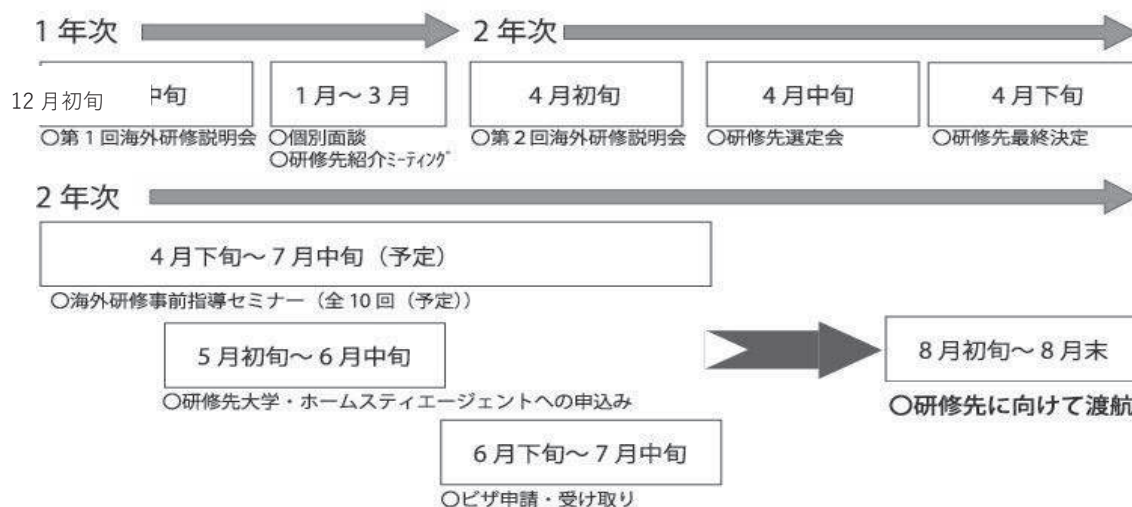 1年次
2年次
12月初旬
中旬
1月～3月
4月初旬
4月中旬
4月下旬
○第1回海外研修説明会
○個別面談
○研修先紹介ﾐｰﾃｨﾝｸﾞ
○第2回海外研修説明会
○研修先選定会
○研修先最終決定
2年次
4月下旬～7月中旬（予定）
○海外研修事前指導セミナー（全10回（予定））
5月初旬～6月中旬
○研修先大学・ホームスティエージェントへの申込み
6月下旬～7月中旬
○ビザ申請・受け取り
8月初旬～8月末
○研修先に向けて渡航